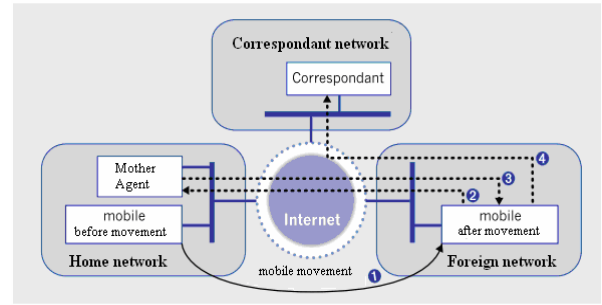 Correspondant network
Correspondant
4
Mother
Agent
3
2
mobile
before movement
Internet
mobile
after movement
Home network
mobile movement
1
Foreign network